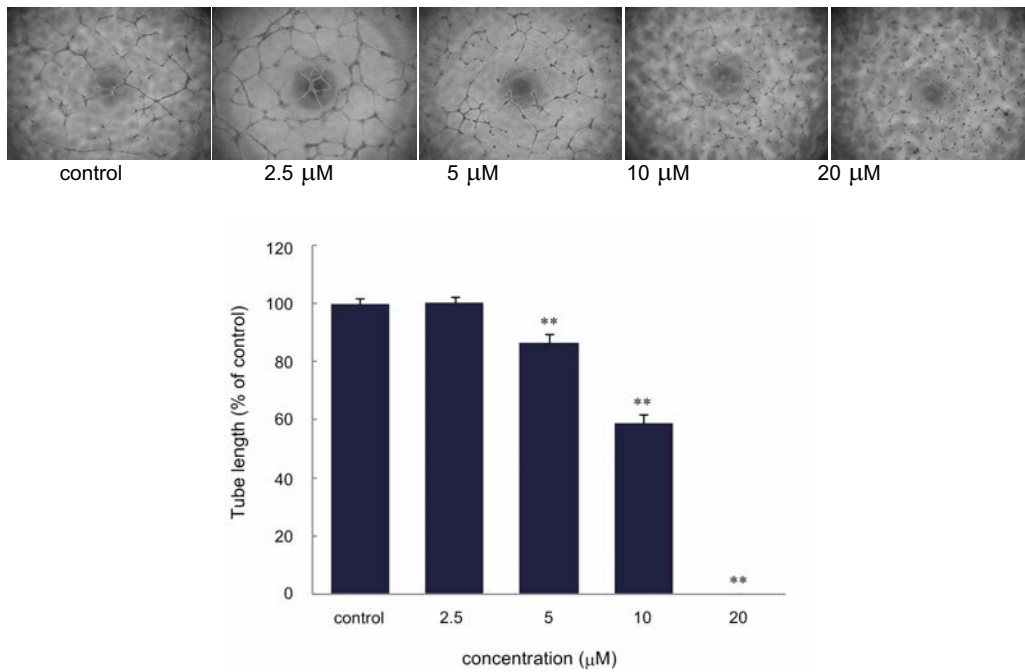 control 2.5 μM 5 μM 10 μM 20 μM
120
100
80
60
40
20
0
Tube length (% of control)
**
**
**
control 2.5 5 10 20
concentration (μM)